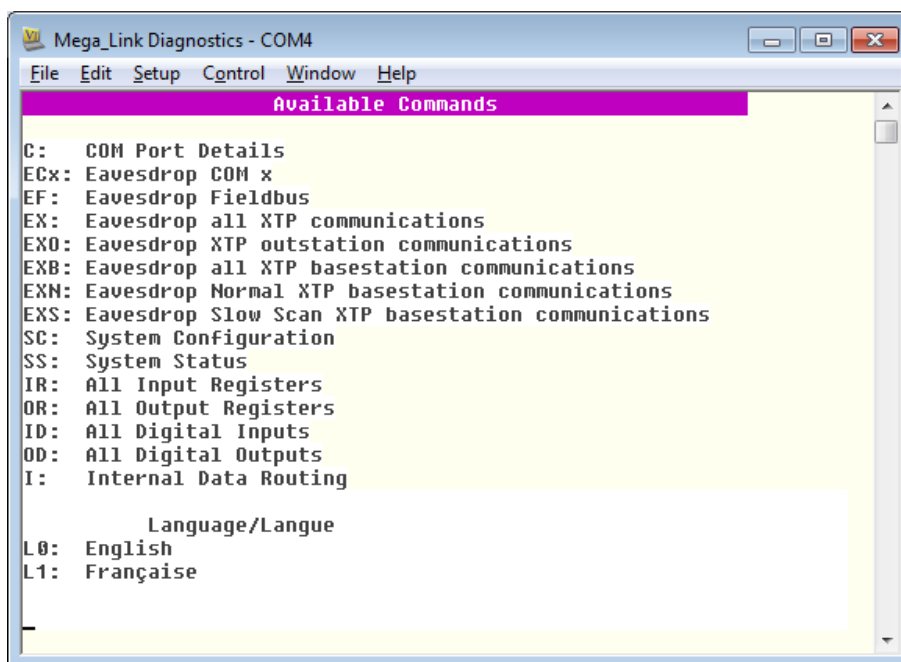 Mega_Link Diagnostics - COM4
File Edit Setup Control Window Help
Available Commands
C: COM Port Details
ECx: Eavesdrop COM x
EF: Eavesdrop Fieldbus
EX: Eavesdrop all XTP communications
EXO: Eavesdrop XTP outstation communications
EXB: Eavesdrop all XTP basestation communications
EXN: Eavesdrop Normal XTP basestation communications
EXS: Eavesdrop Slow Scan XTP basestation communications
SC: System Configuration
SS: System Status
IR: All Input Registers
OR: All Output Registers
ID: All Digital Inputs
OD: All Digital Outputs
I: Internal Data Routing
Language/Langue
L0: English
L1: Française